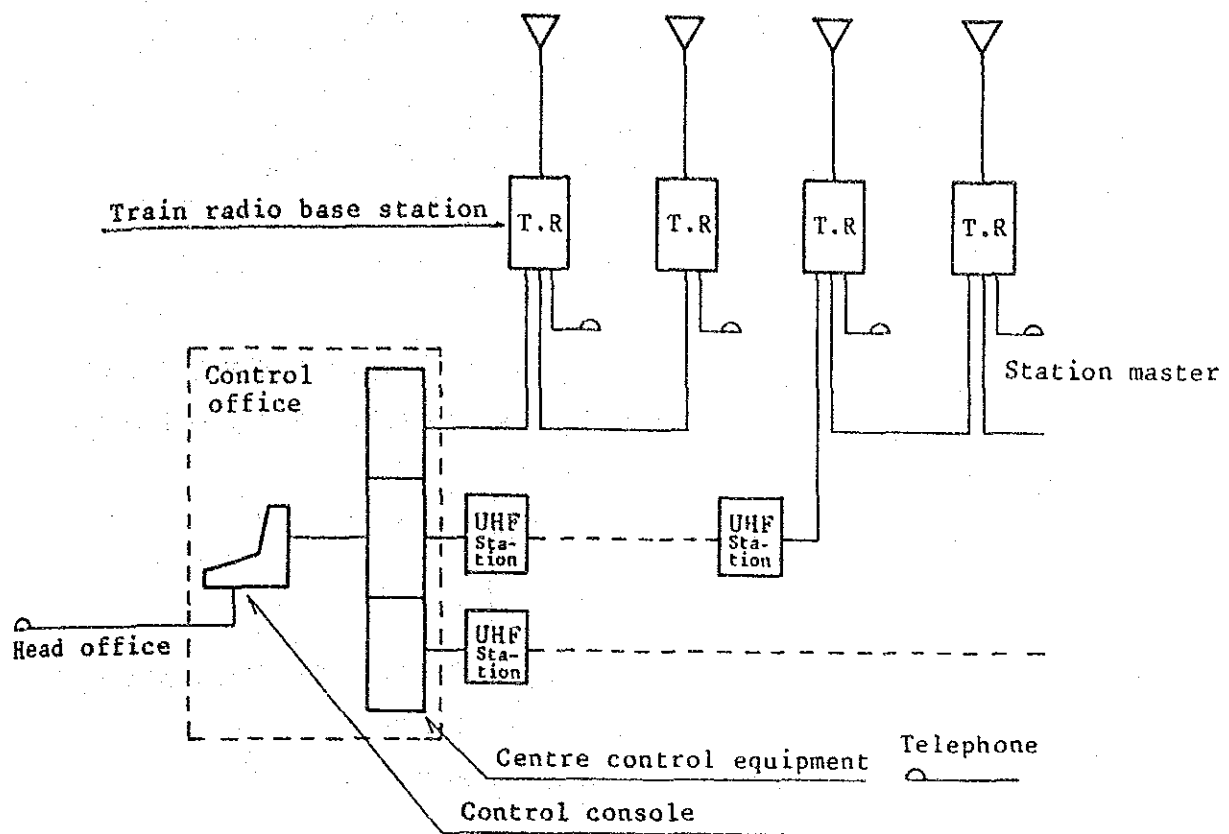 Train radio base station
T.R
T.R
T.R
T.R
Control
office
Station master
UHF
Sta-
tion
UHF
Sta-
tion
Head office
UHF
Sta-
tion
Centre control equipment
Telephone
Control console